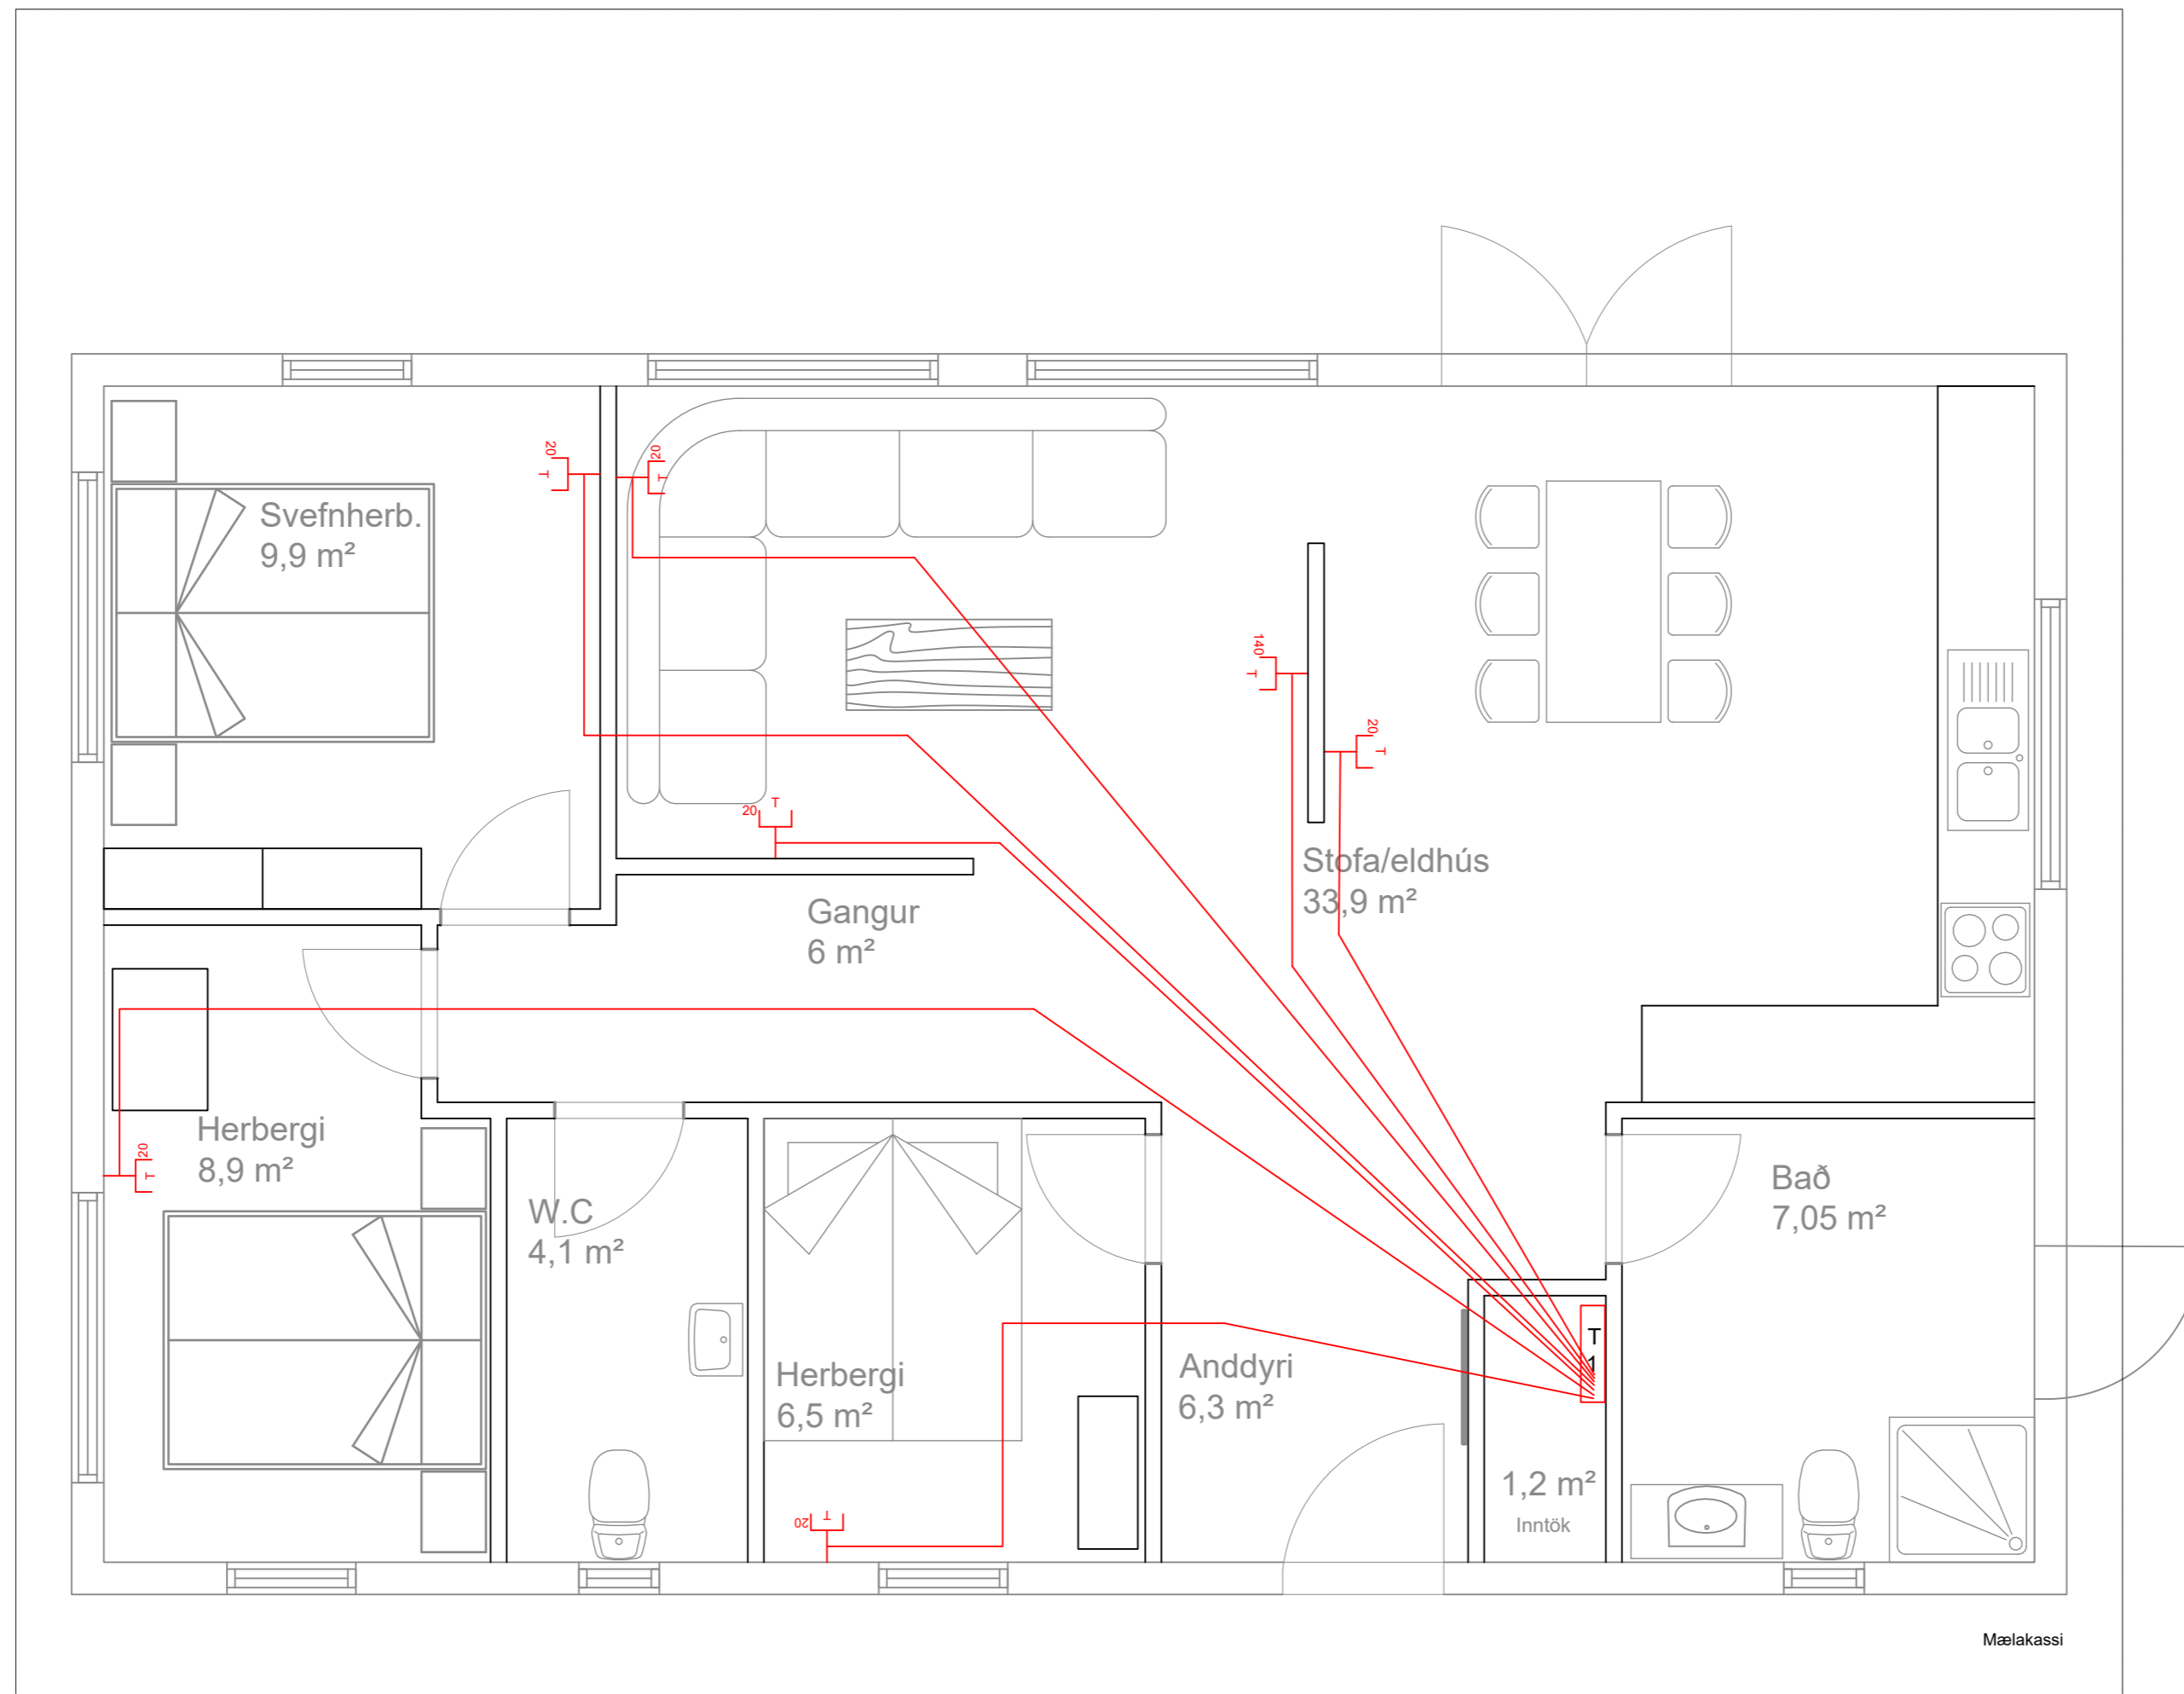 20
T
20
T
Svefnherb.
9,9 m²
140
T
20
T
20
T
Stofa/eldhús
33,9 m²
Gangur
6 m²
Herbergi
8,9 m²
20
T
W.C
4,1 m²
Bað
7,05 m²
T
1
Herbergi
6,5 m²
Anddyri
6,3 m²
1,2 m²
Inntök
20
T
Mælakassi